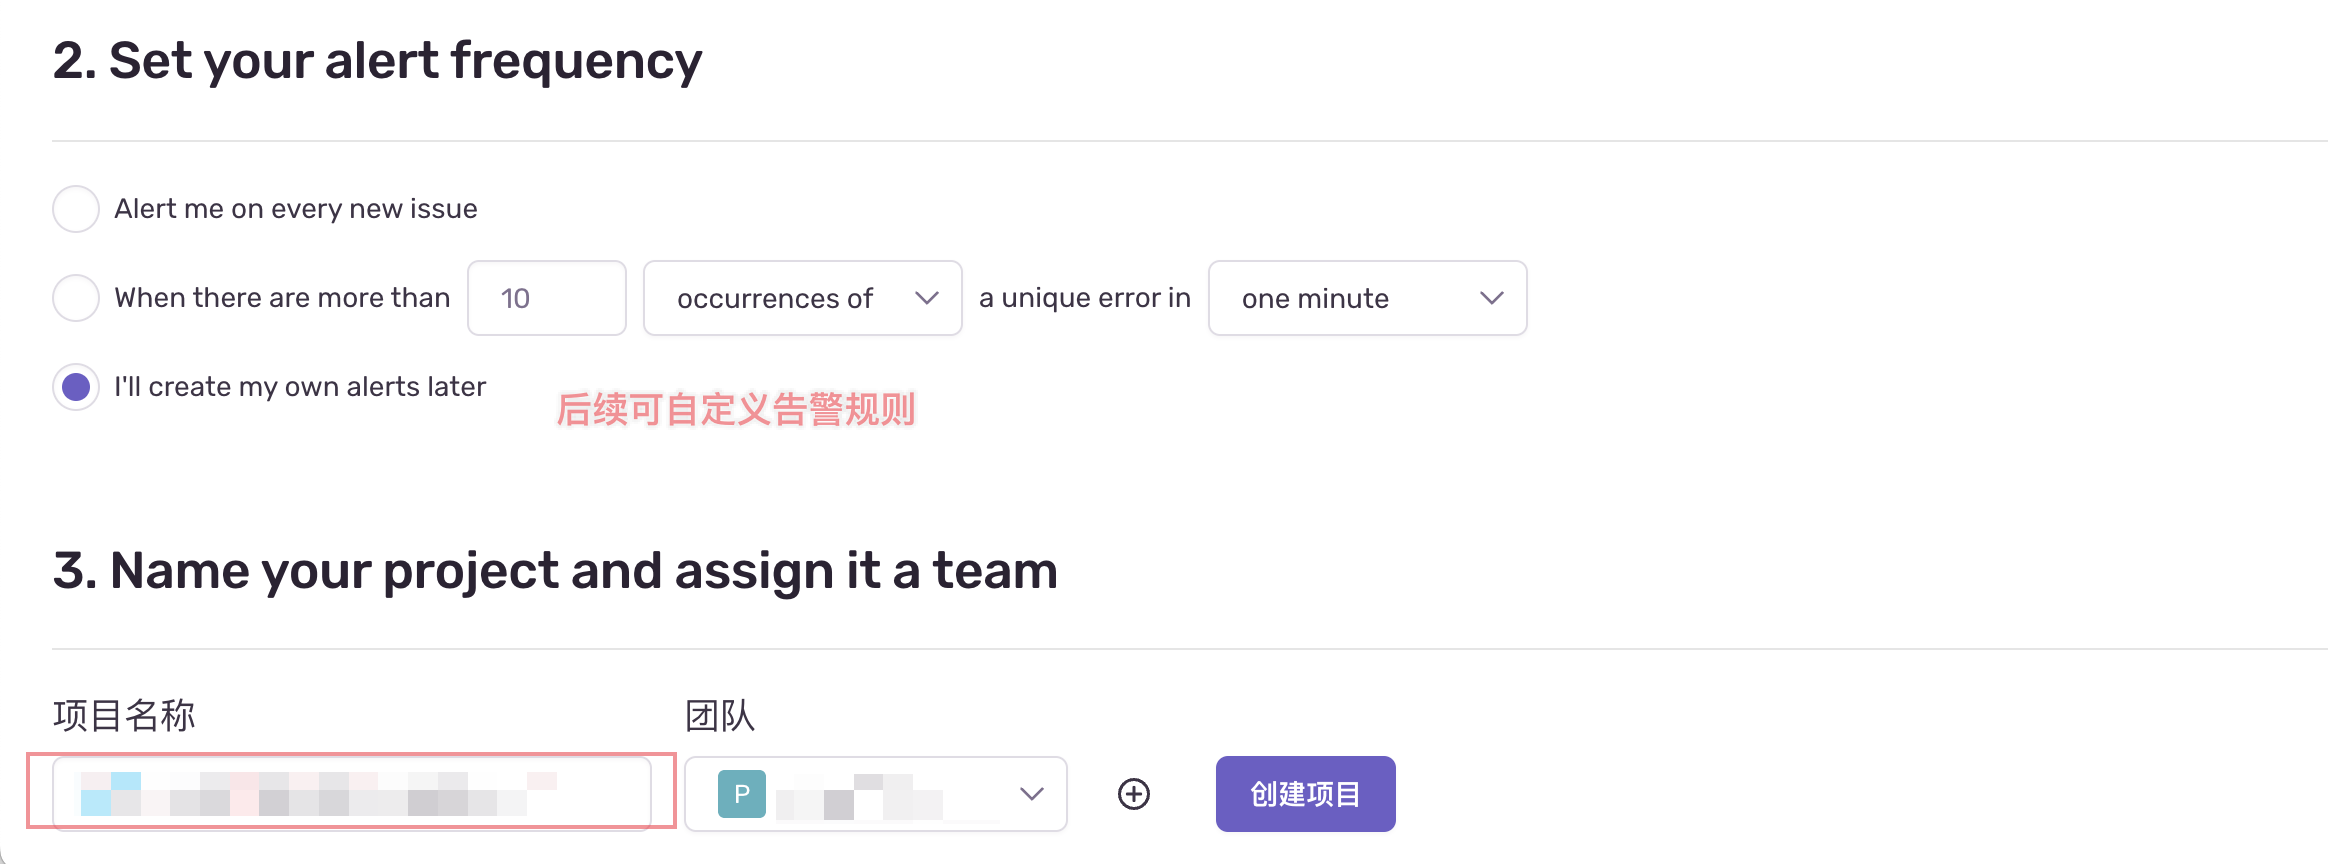 2. Set your alert frequency
Alert me on every new issue
When there are more than 10 occurrences of a unique error in one minute
I'll create my own alerts later
后续可自定义告警规则
3. Name your project and assign it a team
项目名称 团队
P 创建项目